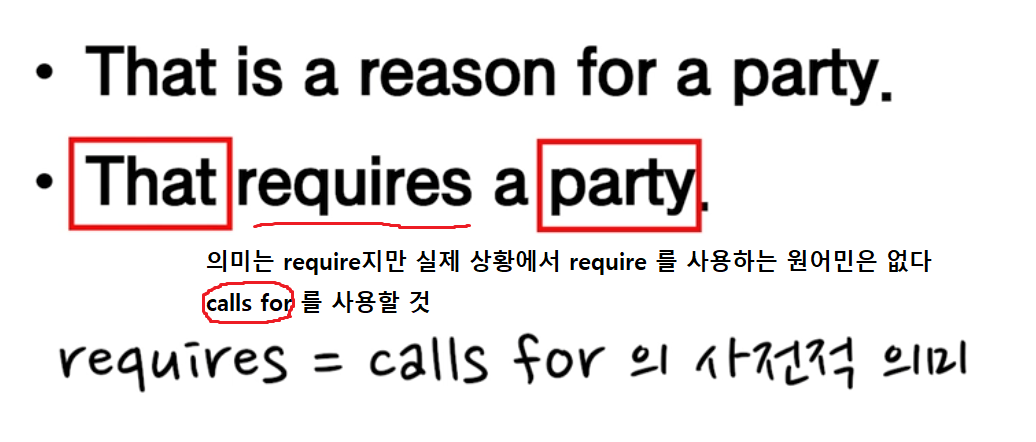 • That is a reason for a party.
• That requires a party.
의미는 require지만 실제 상황에서 require 를 사용하는 원어민은 없다
calls for 를 사용할 것
requires = calls for 의 사전적 의미